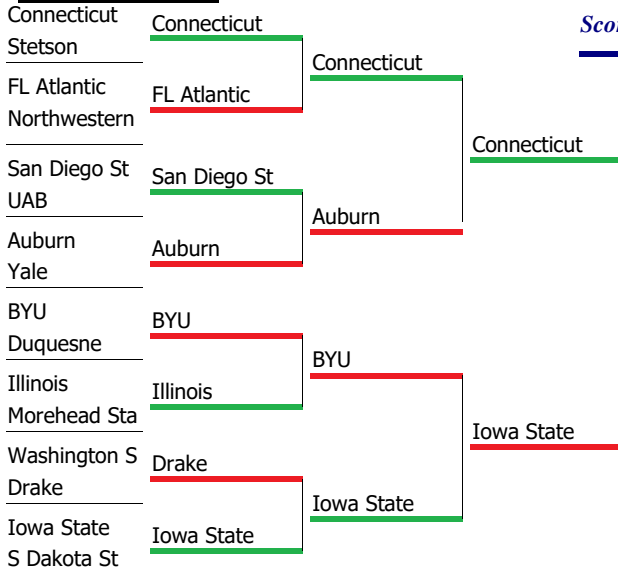 Connecticut
Stetson
FL Atlantic
Northwestern
San Diego St
UAB
Auburn
Yale
BYU
Duquesne
Illinois
Morehead Sta
Washington S
Drake
Iowa State
S Dakota St
Connecticut
FL Atlantic
San Diego St
Auburn
BYU
Illinois
Drake
Iowa State
Connecticut
Auburn
BYU
Iowa State
Connecticut
Iowa State